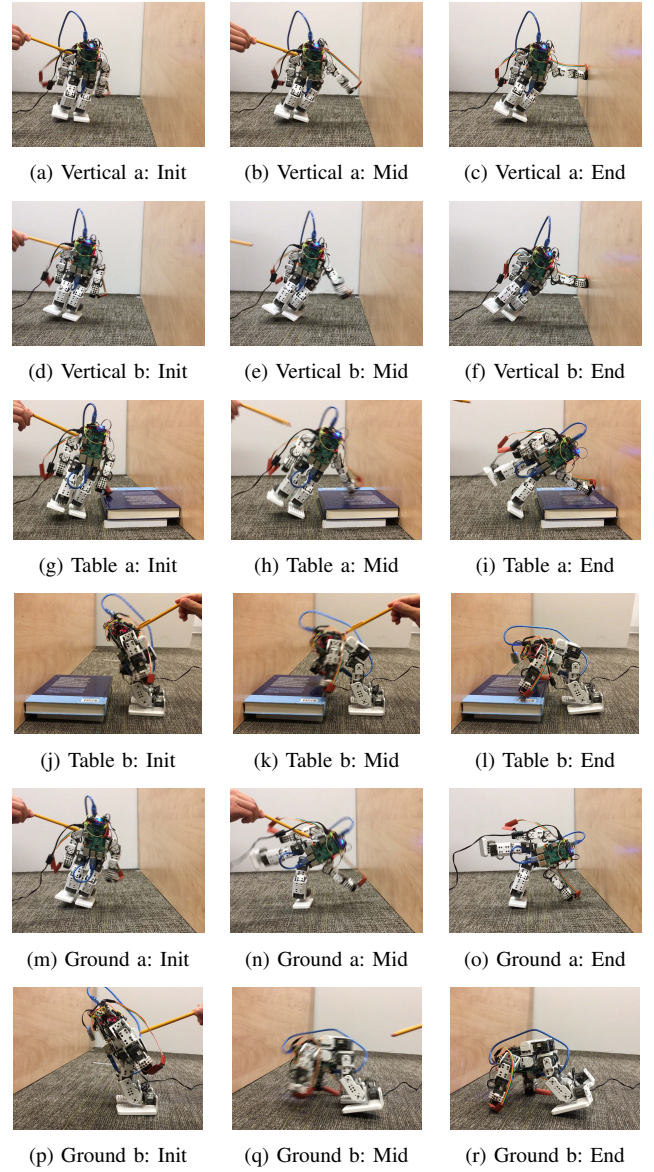 (a) Vertical a: Init (b) Vertical a: Mid (c) Vertical a: End
(d) Vertical b: Init (e) Vertical b: Mid (f) Vertical b: End
(g) Table a: Init (h) Table a: Mid (i) Table a: End
(j) Table b: Init (k) Table b: Mid (l) Table b: End
(m) Ground a: Init (n) Ground a: Mid (o) Ground a: End
(p) Ground b: Init (q) Ground b: Mid (r) Ground b: End